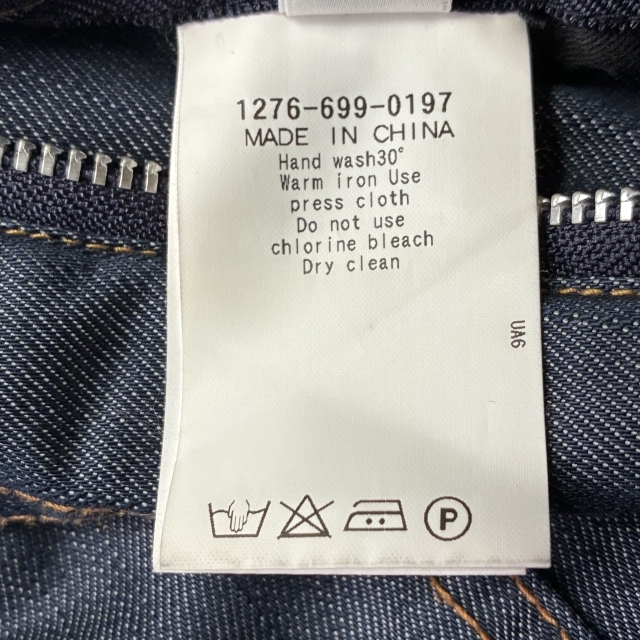 1276-699-0197
MADE IN CHINA
Hand wash30°
Warm iron Use
press cloth
Do not use
chlorine bleach
Dry clean
UA6
P